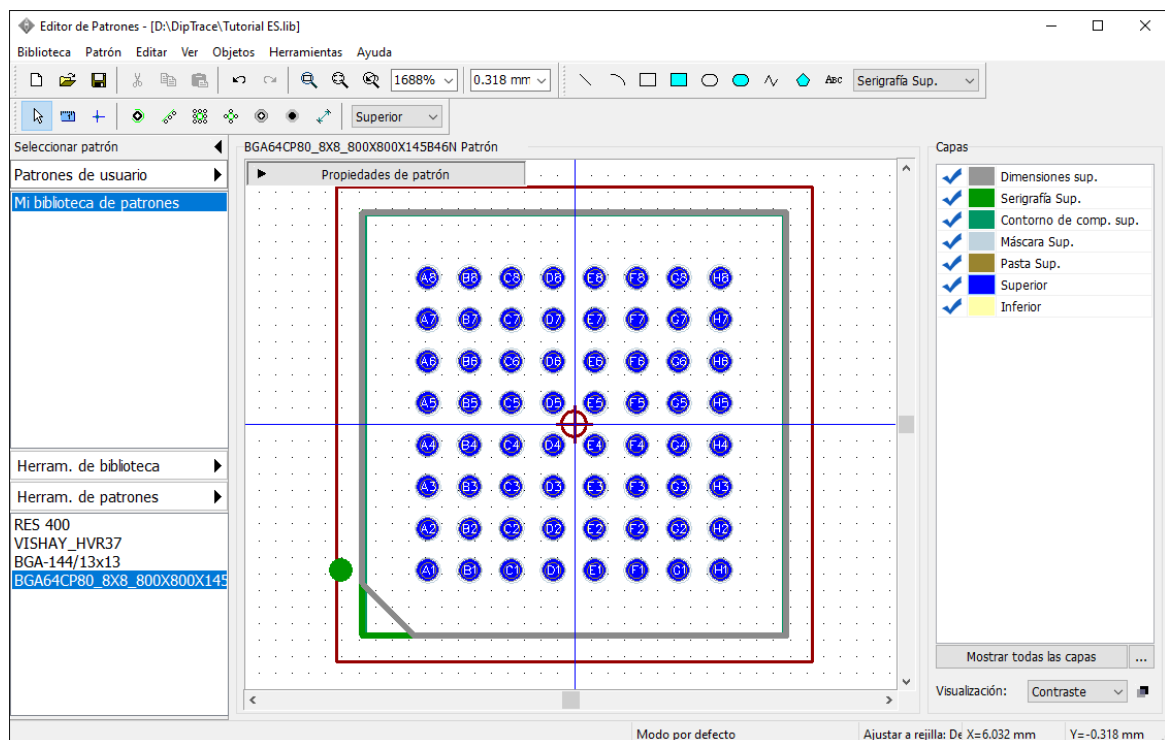 Editor de Patrones - [D:\DipTrace\Tutorial ES.lib]
Biblioteca Patrón Editar Ver Objetos Herramientas Ayuda
1688% 0.318 mm ABC Serigrafía Sup.
Superior
Seleccionar patrón
Patrones de usuario
Mi biblioteca de patrones
Herram. de biblioteca
Herram. de patrones
RES 400
VISHAY_HVR37
BGA-144/13x13
BGA64CP80_8X8_800X800X145
BGA64CP80_8X8_800X800X145B46N Patrón
Propiedades de patrón
A8 B8 C8 D8 E8 F8 G8 H8
A7 B7 C7 D7 E7 F7 G7 H7
A6 B6 C6 D6 E6 F6 G6 H6
A5 B5 C5 D5 E5 F5 G5 H5
A4 B4 C4 D4 E4 F4 G4 H4
A3 B3 C3 D3 E3 F3 G3 H3
A2 B2 C2 D2 E2 F2 G2 H2
A1 B1 C1 D1 E1 F1 G1 H1
Capas
Dimensiones sup.
Serigrafía Sup.
Contorno de comp. sup.
Máscara Sup.
Pasta Sup.
Superior
Inferior
Mostrar todas las capas ...
Visualización: Contraste
Modo por defecto Ajustar a rejilla: De X=6.032 mm Y=-0.318 mm